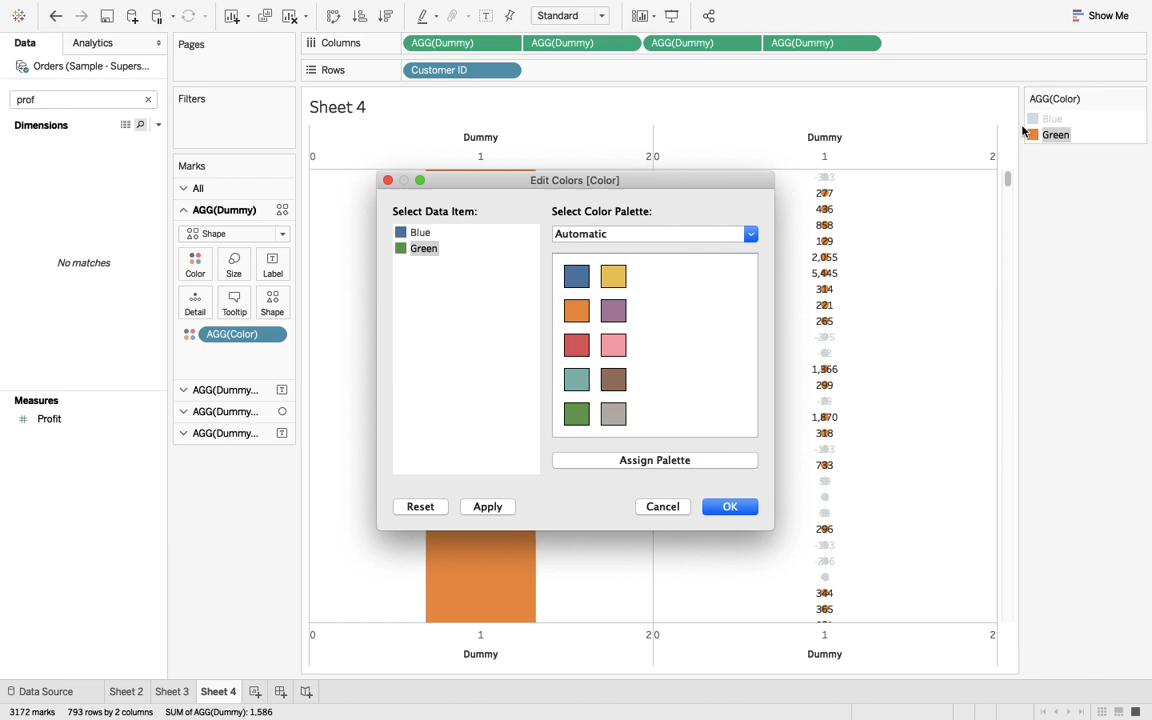 Standard
Show Me
Data
Analytics
Pages
Columns
AGG(Dummy)
AGG(Dummy)
AGG(Dummy)
AGG(Dummy)
Orders (Sample - Supers...
Rows
Customer ID
prof
Filters
Sheet 4
AGG(Color)
Blue
Green
Dimensions
Dummy
Dummy
0
1
20
1
2
Marks
All
AGG(Dummy)
Shape
Color
Size
Label
Detail
Tooltip
Shape
AGG(Color)
AGG(Dummy...
AGG(Dummy...
AGG(Dummy...
No matches
Measures
Profit
Edit Colors [Color]
Select Data Item:
Select Color Palette:
Blue
Green
Automatic
Assign Palette
Reset
Apply
Cancel
OK
277
436
858
129
2,055
5,445
314
221
265
1,366
299
1,870
318
733
296
344
365
0
1
20
1
2
Dummy
Dummy
Data Source
Sheet 2
Sheet 3
Sheet 4
3172 marks
793 rows by 2 columns
SUM of AGG(Dummy): 1,586